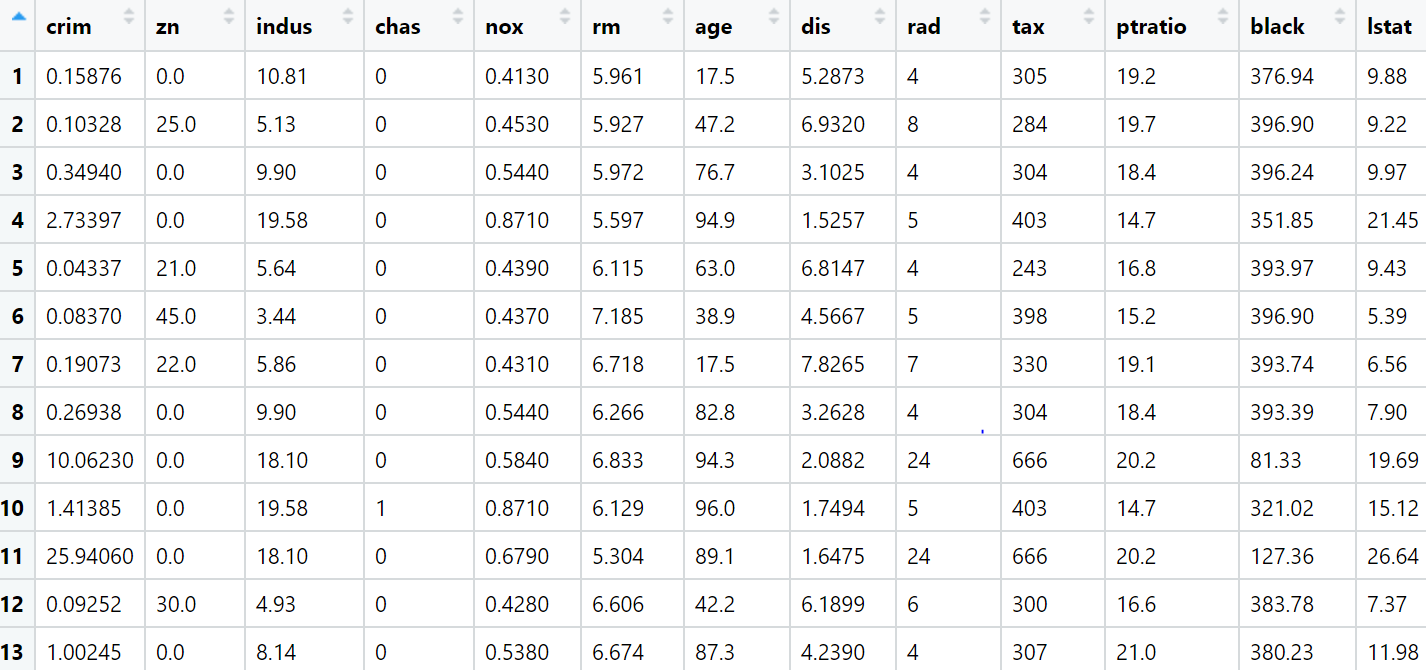 crim zn indus chas nox rm age dis rad tax ptratio black lstat
1 0.15876 0.0 10.81 0 0.4130 5.961 17.5 5.2873 4 305 19.2 376.94 9.88
2 0.10328 25.0 5.13 0 0.4530 5.927 47.2 6.9320 8 284 19.7 396.90 9.22
3 0.34940 0.0 9.90 0 0.5440 5.972 76.7 3.1025 4 304 18.4 396.24 9.97
4 2.73397 0.0 19.58 0 0.8710 5.597 94.9 1.5257 5 403 14.7 351.85 21.45
5 0.04337 21.0 5.64 0 0.4390 6.115 63.0 6.8147 4 243 16.8 393.97 9.43
6 0.08370 45.0 3.44 0 0.4370 7.185 38.9 4.5667 5 398 15.2 396.90 5.39
7 0.19073 22.0 5.86 0 0.4310 6.718 17.5 7.8265 7 330 19.1 393.74 6.56
8 0.26938 0.0 9.90 0 0.5440 6.266 82.8 3.2628 4 304 18.4 393.39 7.90
9 10.06230 0.0 18.10 0 0.5840 6.833 94.3 2.0882 24 666 20.2 81.33 19.69
10 1.41385 0.0 19.58 1 0.8710 6.129 96.0 1.7494 5 403 14.7 321.02 15.12
11 25.94060 0.0 18.10 0 0.6790 5.304 89.1 1.6475 24 666 20.2 127.36 26.64
12 0.09252 30.0 4.93 0 0.4280 6.606 42.2 6.1899 6 300 16.6 383.78 7.37
13 1.00245 0.0 8.14 0 0.5380 6.674 87.3 4.2390 4 307 21.0 380.23 11.98